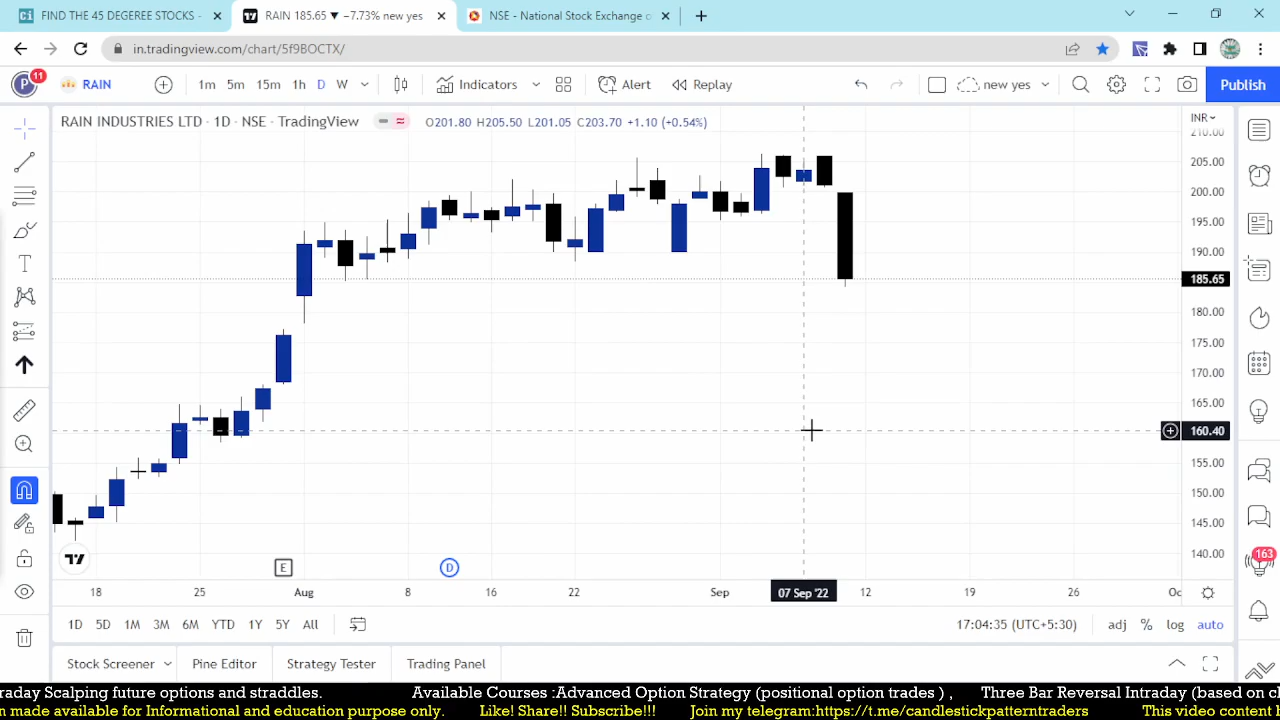 FIND THE 45 DEGEREE STOCKS -
RAIN 185.65 ▼ −7.73% new yes
NSE - National Stock Exchange o
in.tradingview.com/chart/5f9BOCTX/
P 11 RAIN 1m 5m 15m 1h D W Indicators Alert Replay new yes Publish
RAIN INDUSTRIES LTD · 1D · NSE · TradingView O201.80 H205.50 L201.05 C203.70 +1.10 (+0.54%)
INR
210.00
205.00
200.00
195.00
190.00
185.65
180.00
175.00
170.00
165.00
160.40
155.00
150.00
145.00
140.00
E D
18 25 Aug 8 16 22 Sep 07 Sep '22 12 19 26 Oc
163
1D 5D 1M 3M 6M YTD 1Y 5Y All 17:04:35 (UTC+5:30) adj % log auto
Stock Screener Pine Editor Strategy Tester Trading Panel
raday Scalping future options and straddles. Available Courses :Advanced Option Strategy (positional option trades ) , Three Bar Reversal Intraday (based on c
n made available for Informational and education purpose only. Like! Share!! Subscribe!!! Join my telegram:https://t.me/candlestickpatterntraders This video content